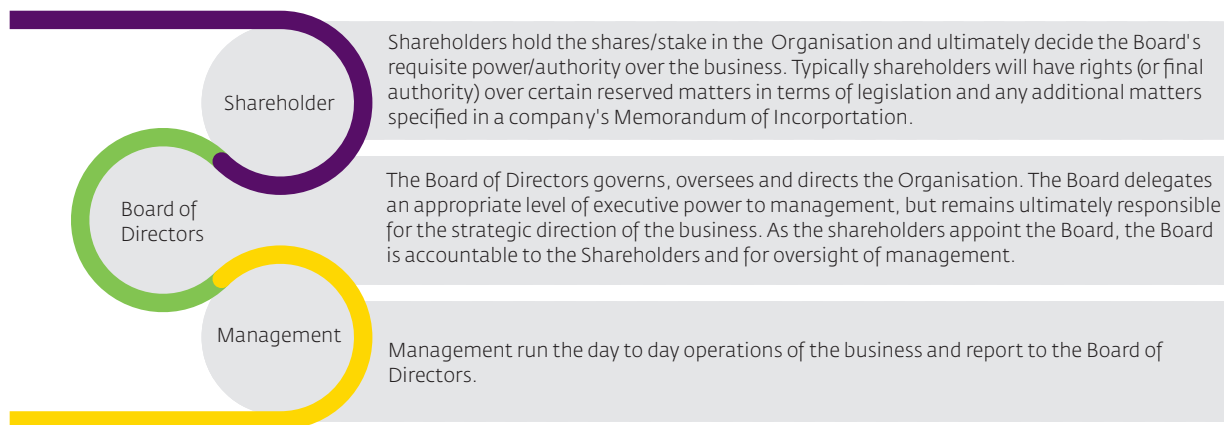 Shareholder
Shareholders hold the shares/stake in the Organisation and ultimately decide the Board's
requisite power/authority over the business. Typically shareholders will have rights (or final
authority) over certain reserved matters in terms of legislation and any additional matters
specified in a company's Memorandum of Incorportation.
Board of
Directors
The Board of Directors governs, oversees and directs the Organisation. The Board delegates
an appropriate level of executive power to management, but remains ultimately responsible
for the strategic direction of the business. As the shareholders appoint the Board, the Board
is accountable to the Shareholders and for oversight of management.
Management
Management run the day to day operations of the business and report to the Board of
Directors.